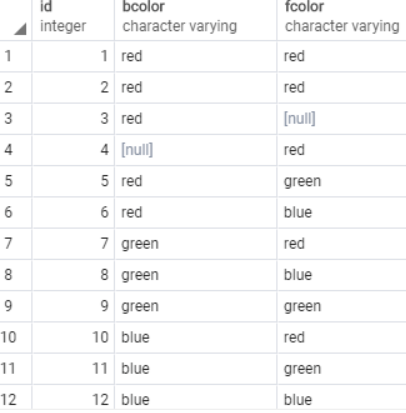 id bcolor fcolor
integer character varying character varying
1 1 red red
2 2 red red
3 3 red [null]
4 4 [null] red
5 5 red green
6 6 red blue
7 7 green red
8 8 green blue
9 9 green green
10 10 blue red
11 11 blue green
12 12 blue blue